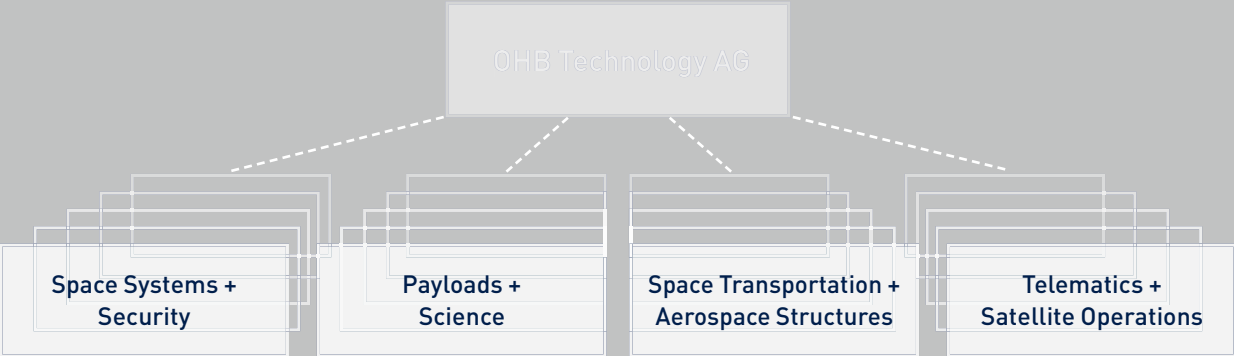 OHB Technology AG
Space Systems +
Security
Payloads +
Science
Space Transportation +
Aerospace Structures
Telematics +
Satellite Operations